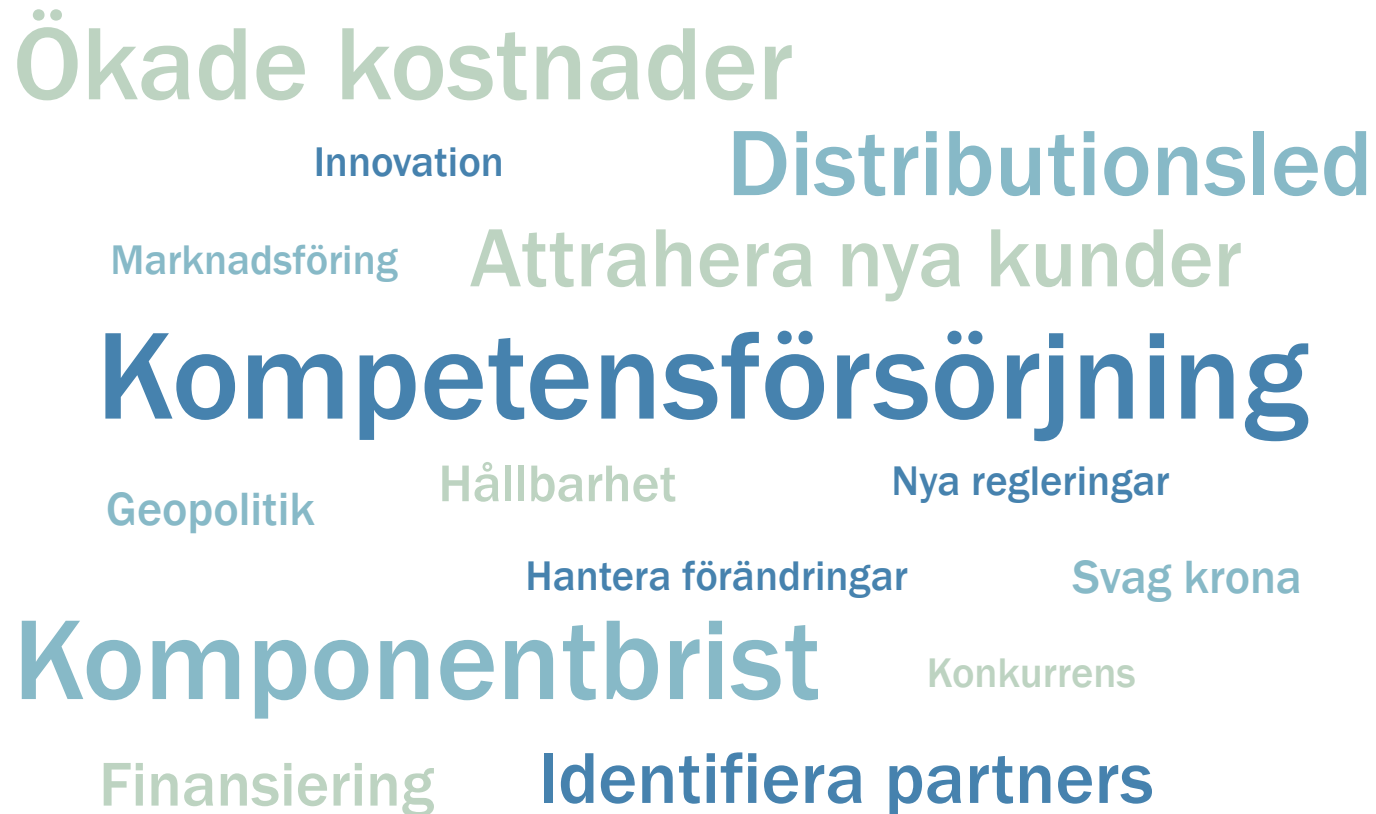 Ökade kostnader
Innovation
Distributionsled
Marknadsföring
Attrahera nya kunder
Kompetensförsörjning
Hållbarhet
Nya regleringar
Geopolitik
Hantera förändringar
Svag krona
Komponentbrist
Konkurrens
Finansiering
Identifiera partners